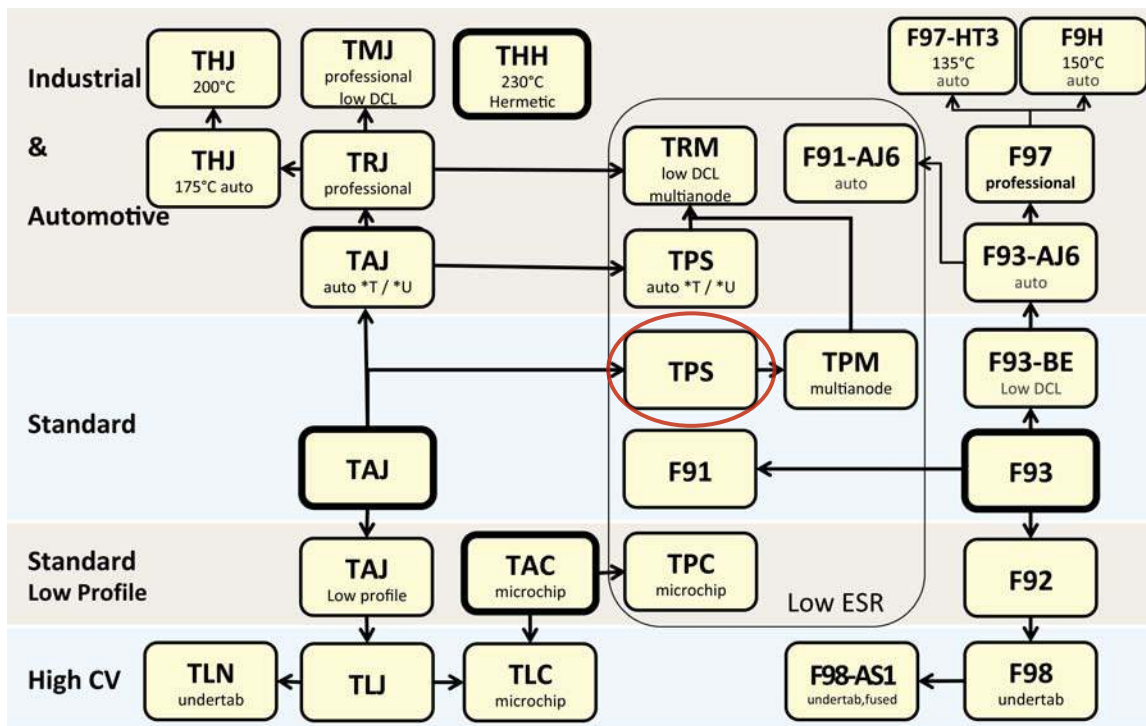 Industrial
&
Automotive
THJ
200°C
TMJ
professional
low DCL
THH
230°C
Hermetic
F97-HT3
135°C
auto
F9H
150°C
auto
THJ
175°C auto
TRJ
professional
TRM
low DCL
multianode
F91-AJ6
auto
F97
professional
TAJ
auto *T / *U
TPS
auto *T / *U
F93-AJ6
auto
Standard
TPS
TPM
multianode
F93-BE
Low DCL
TAJ
F91
F93
Standard
Low Profile
TAJ
Low profile
TAC
microchip
TPC
microchip
Low ESR
F92
High CV
TLN
undertab
TLJ
TLC
microchip
F98-AS1
undertab,fused
F98
undertab